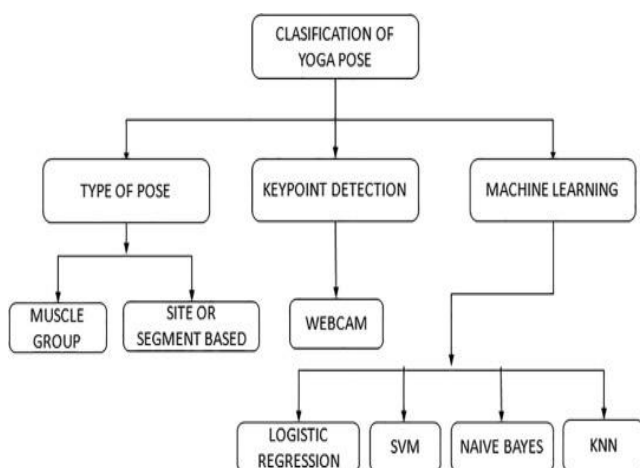 CLASIFICATION OF
YOGA POSE
TYPE OF POSE
KEYPOINT DETECTION
MACHINE LEARNING
MUSCLE
GROUP
SITE OR
SEGMENT BASED
WEBCAM
LOGISTIC
REGRESSION
SVM
NAIVE BAYES
KNN